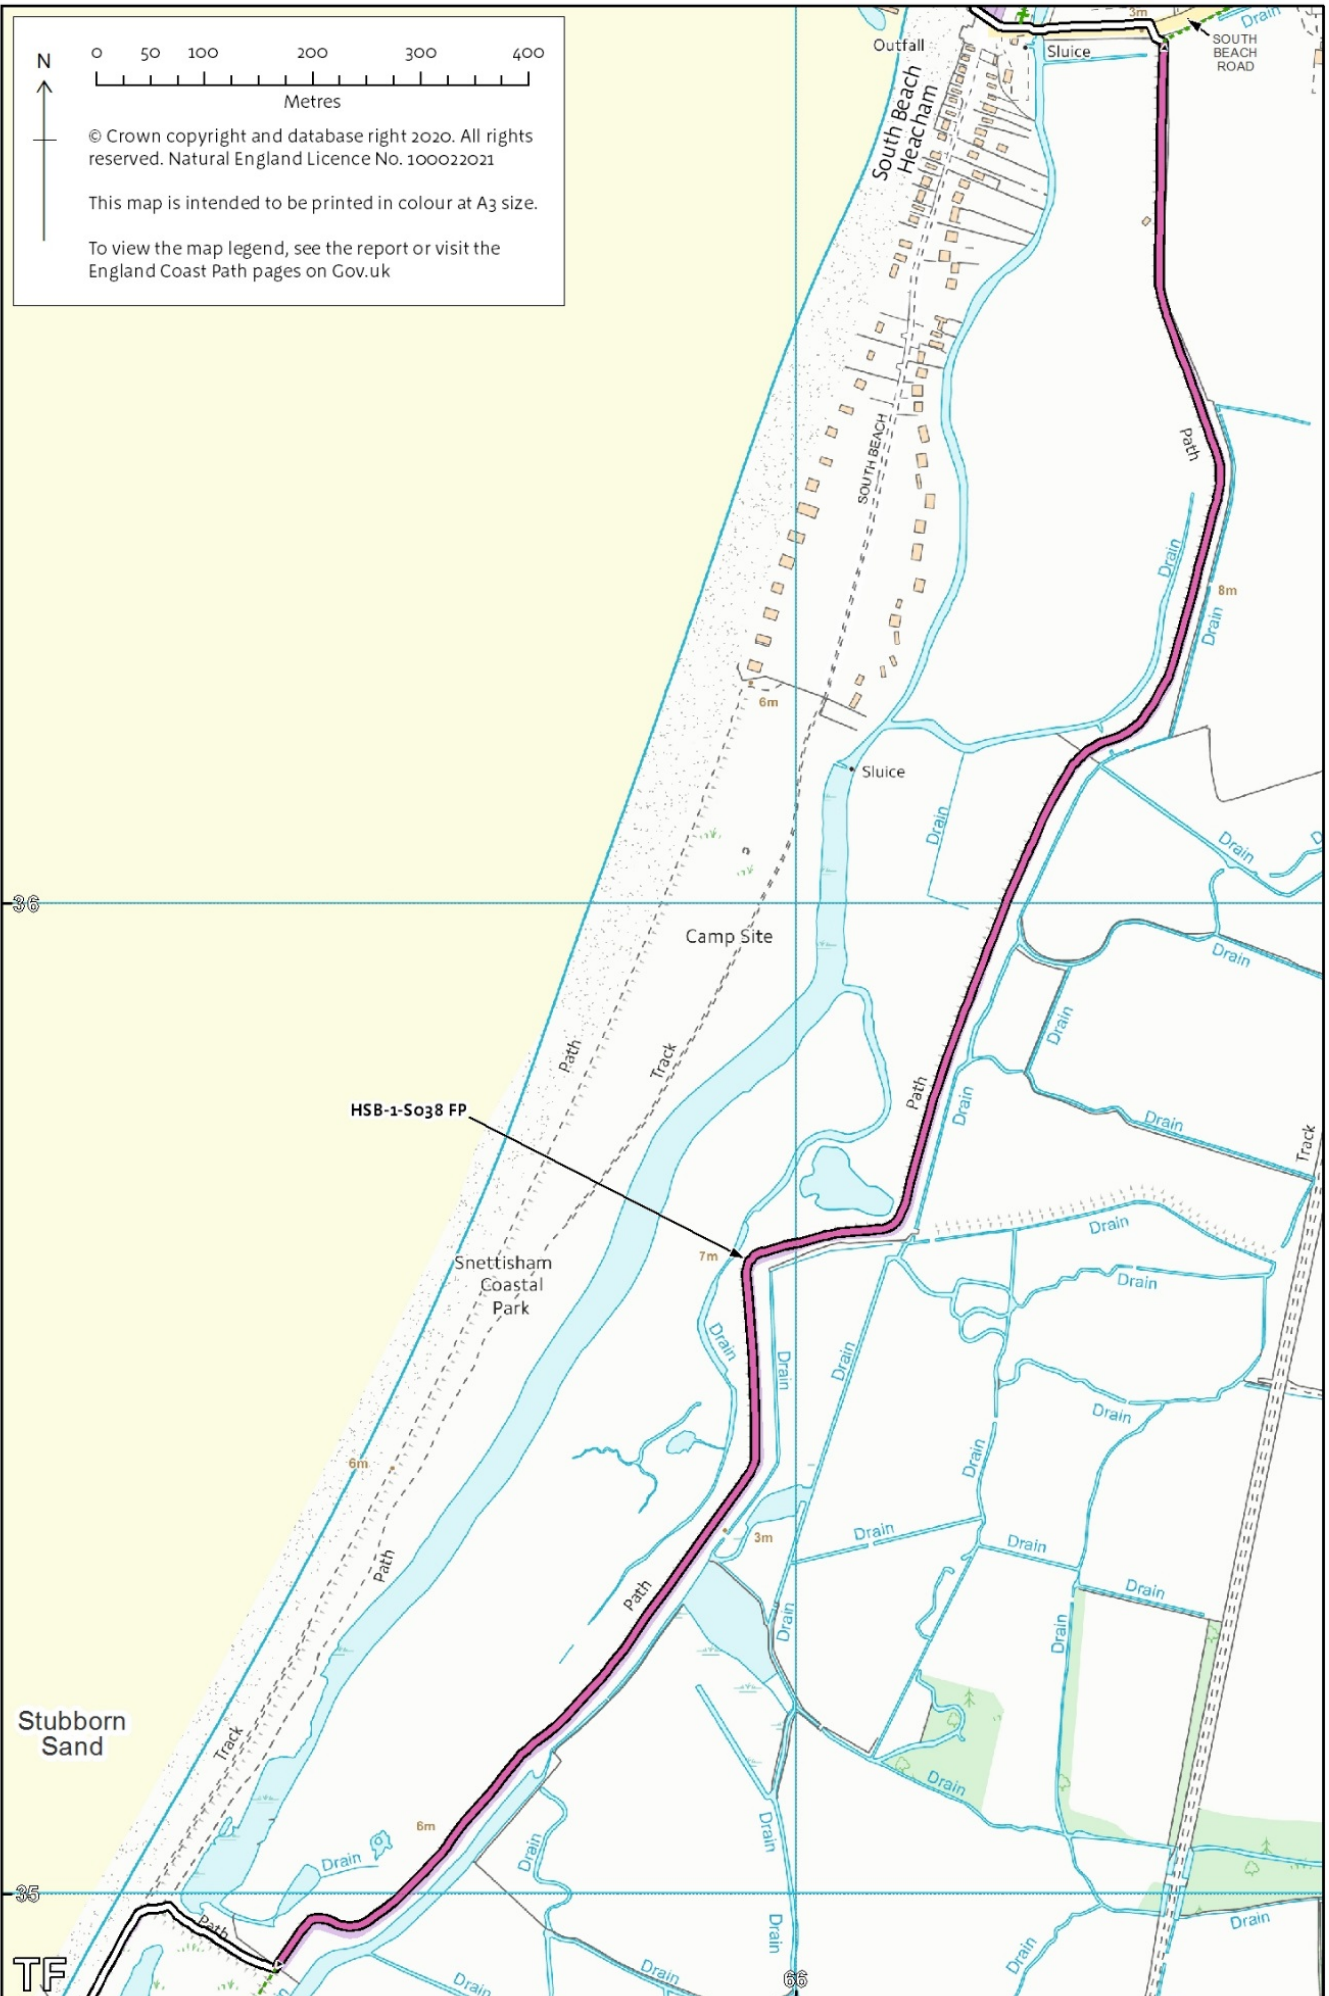 N
0 50 100 200 300 400
Metres
© Crown copyright and database right 2020. All rights
reserved. Natural England Licence No. 100022021
This map is intended to be printed in colour at A3 size.
To view the map legend, see the report or visit the
England Coast Path pages on Gov.uk
Outfall
South Beach
Heacham
Sluice
3m
Drain
SOUTH
BEACH
ROAD
Path
SOUTH BEACH
Drain
8m
Drain
6m
Sluice
Drain
Drain
D
36
Camp Site
Drain
Drain
Path
Track
Path
Drain
Drain
Track
HSB-1-S038 FP
7m
Drain
Snettisham
Coastal
Park
Drain
Drain
Drain
Drain
Drain
6m
Drain
3m
Drain
Drain
Drain
Path
Path
Drain
Drain
Stubborn
Sand
Track
Drain
6m
Drain
Drain
Drain
35
Path
Drain
Drain
Drain
TF
Drain
Drain
66